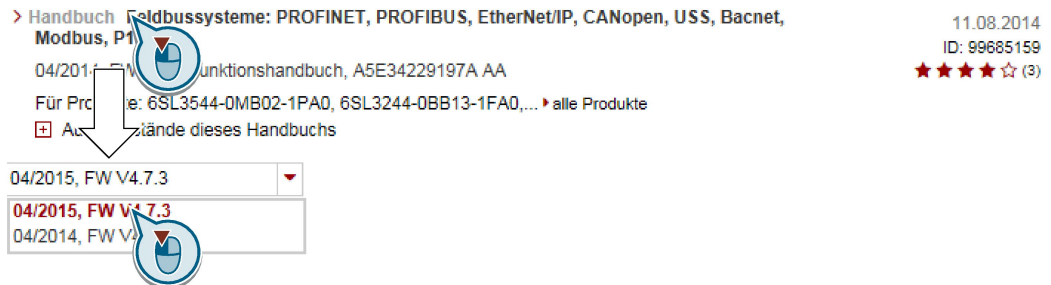 > Handbuch Feldbussysteme: PROFINET, PROFIBUS, EtherNet/IP, CANopen, USS, Bacnet,
Modbus, P1
04/2014, FW unktionshandbuch, A5E34229197A AA
Für Pro e: 6SL3544-0MB02-1PA0, 6SL3244-0BB13-1FA0,... alle Produkte
Au stände dieses Handbuchs
11.08.2014
ID: 99685159
(3)
04/2015, FW V4.7.3
04/2015, FW V4.7.3
04/2014, FW V4